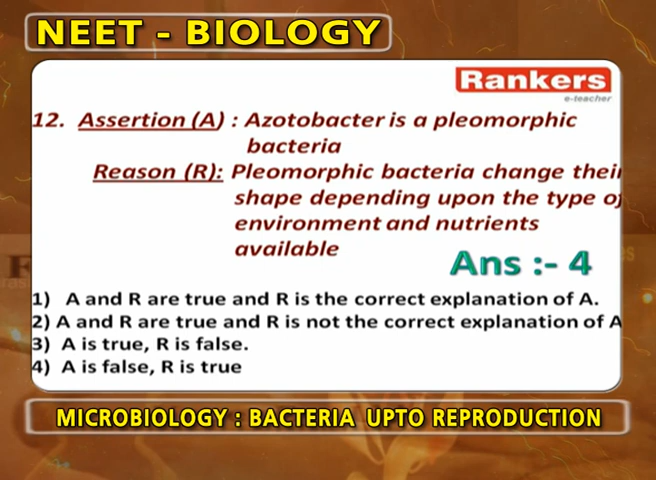 NEET - BIOLOGY
Rankers
e-teacher
12. Assertion (A) : Azotobacter is a pleomorphic
bacteria
Reason (R): Pleomorphic bacteria change their
shape depending upon the type of
environment and nutrients
available
Ans :- 4
1) A and R are true and R is the correct explanation of A.
2) A and R are true and R is not the correct explanation of A
3) A is true, R is false.
4) A is false, R is true
MICROBIOLOGY : BACTERIA UPTO REPRODUCTION